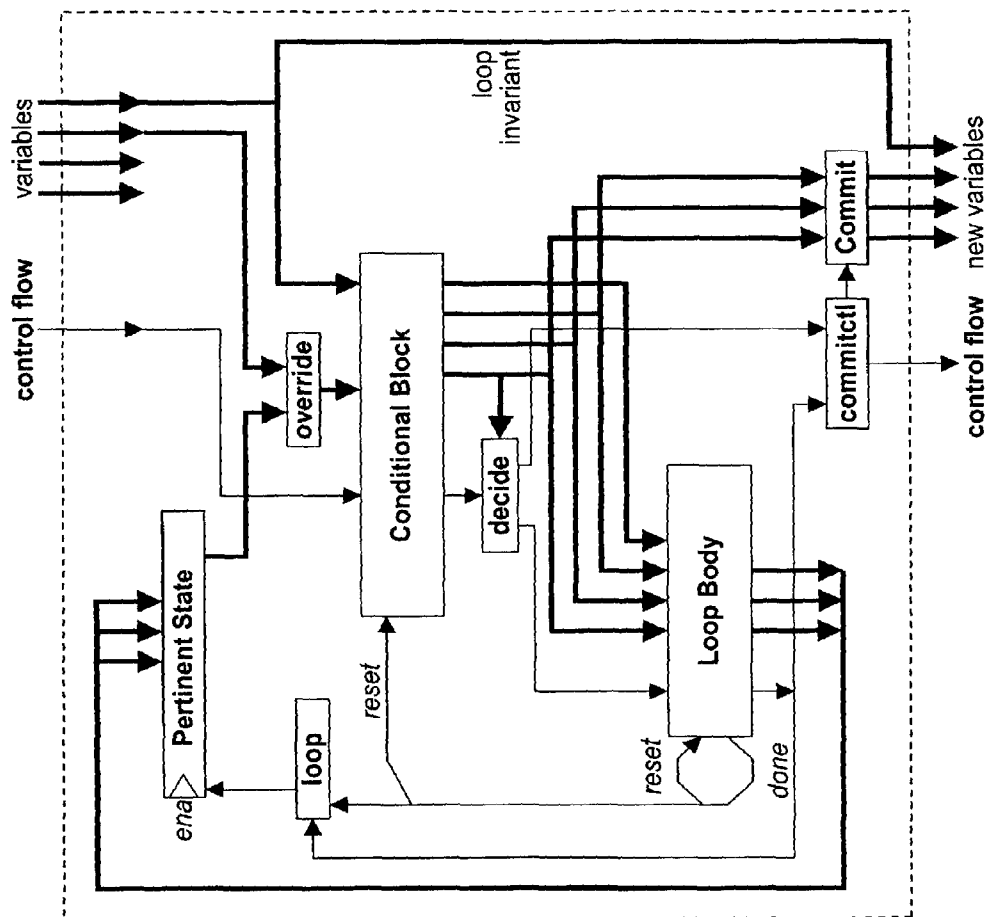 control flow
variables
loop
invariant
override
Conditional Block
decide
Pertinent State
ena
loop
reset
Loop Body
reset
done
Commit
commitctl
new variables
control flow